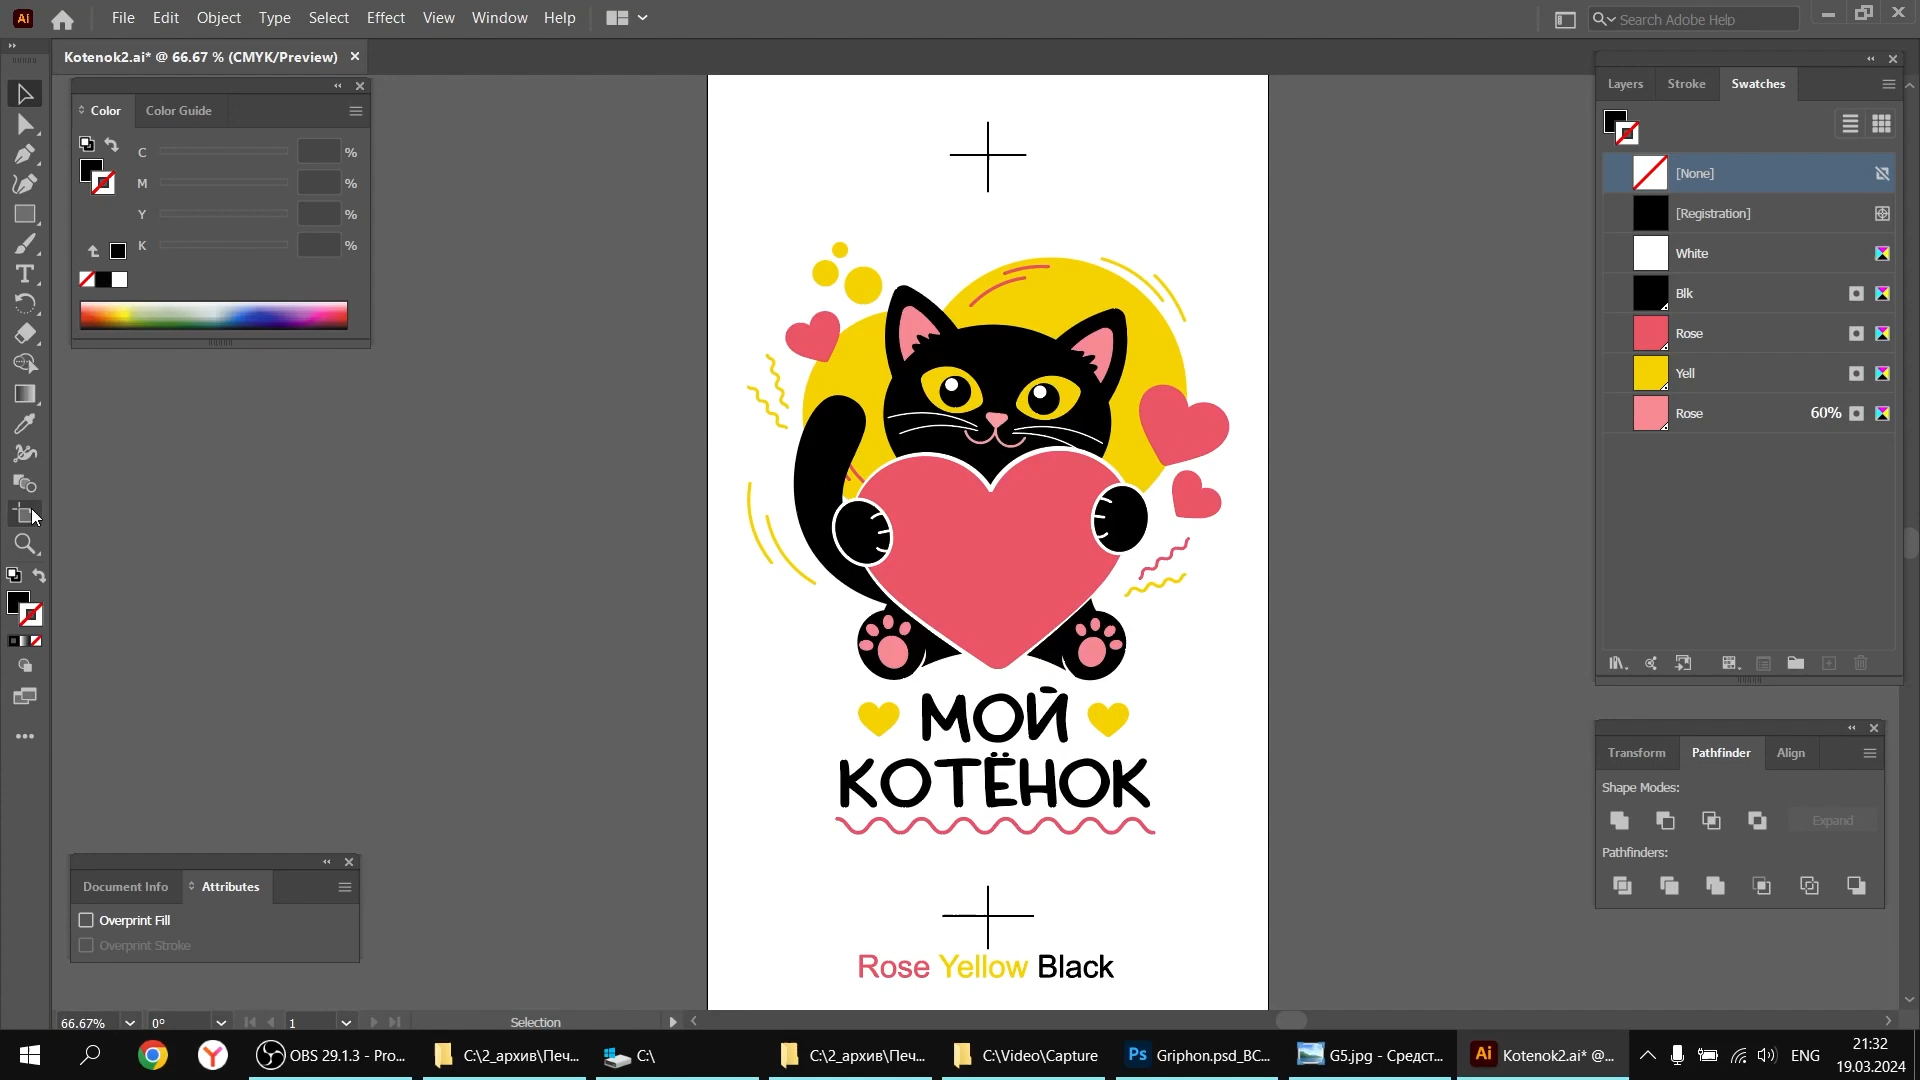 Ai File Edit Object Type Select Effect View Window Help Search Adobe Help
Kotenok2.ai* @ 66.67 % (CMYK/Preview)
Color Color Guide
C %
M %
Y %
K %
Layers Stroke Swatches
[None]
[Registration]
White
Blk
Rose
Yell
Rose 60%
Transform Pathfinder Align
Shape Modes:
Expand
Pathfinders:
МОЙ
КОТЁНОК
Rose Yellow Black
Document Info Attributes
Overprint Fill
Overprint Stroke
66.67% 0° 1 Selection
OBS 29.1.3 - Pro... C:\2_архив\Печ... C:\ C:\2_архив\Печ... C:\Video\Capture Ps Griphon.psd_BC... G5.jpg - Средст... Ai Kotenok2.ai* @... ENG
21:32
19.03.2024